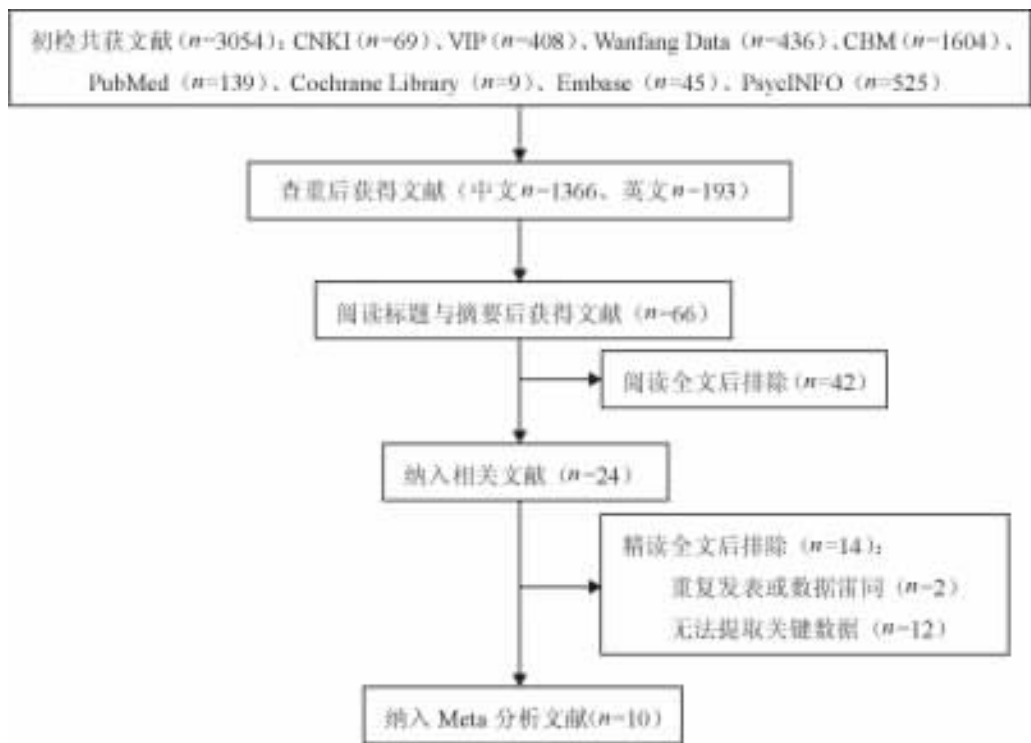 初检共获文献(n=3054)：CNKI(n=69)、VIP(n=408)、Wanfang Data (n=436)、CBM(n=1604)、
PubMed (n=139)、Cochrane Library (n=9)、Embase (n=45)、PsycINFO (n=525)
查重后获得文献（中文n=1366、英文n=193）
阅读标题与摘要后获得文献（n=66）
阅读全文后排除(n=42)
纳入相关文献（n=24）
精读全文后排除（n=14）：
重复发表或数据雷同（n=2）
无法提取关键数据（n=12）
纳入 Meta 分析文献(n=10)